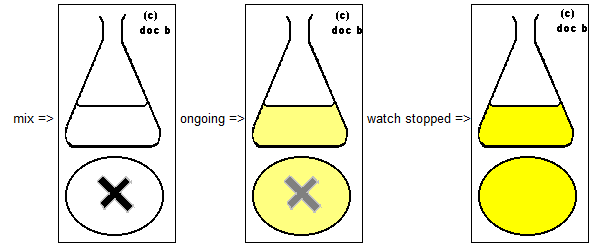 (c)
doc b
mix =>
(c)
doc b
ongoing =>
(c)
doc b
watch stopped =>